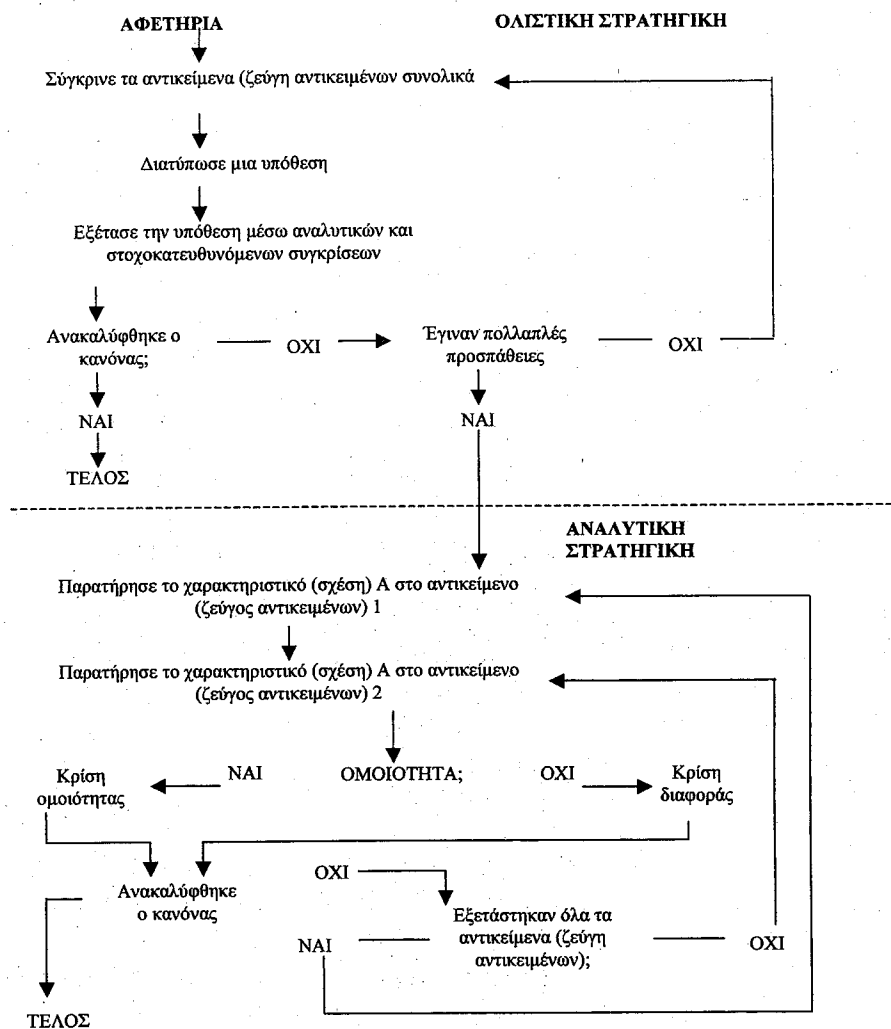 ΑΦΕΤΗΡΙΑ
ΟΛΙΣΤΙΚΗ ΣΤΡΑΤΗΓΙΚΗ
Σύγκρινε τα αντικείμενα (ζεύγη αντικειμένων συνολικά
Διατύπωσε μια υπόθεση
Εξέτασε την υπόθεση μέσω αναλυτικών και
στοχοκατευθυνόμενων συγκρίσεων
Ανακαλύφθηκε ο
κανόνας;
ΟΧΙ
Έγιναν πολλαπλές
προσπάθειες
ΟΧΙ
ΝΑΙ
ΝΑΙ
ΤΕΛΟΣ
ΑΝΑΛΥΤΙΚΗ
ΣΤΡΑΤΗΓΙΚΗ
Παρατήρησε το χαρακτηριστικό (σχέση) Α στο αντικείμενο
(ζεύγος αντικειμένων) 1
Παρατήρησε το χαρακτηριστικό (σχέση) Α στο αντικείμενο
(ζεύγος αντικειμένων) 2
Κρίση
ομοιότητας
ΝΑΙ
ΟΜΟΙΟΤΗΤΑ;
ΟΧΙ
Κρίση
διαφοράς
Ανακαλύφθηκε
ο κανόνας
ΟΧΙ
Εξετάστηκαν όλα τα
αντικείμενα (ζεύγη
αντικειμένων);
ΝΑΙ
ΟΧΙ
ΤΕΛΟΣ